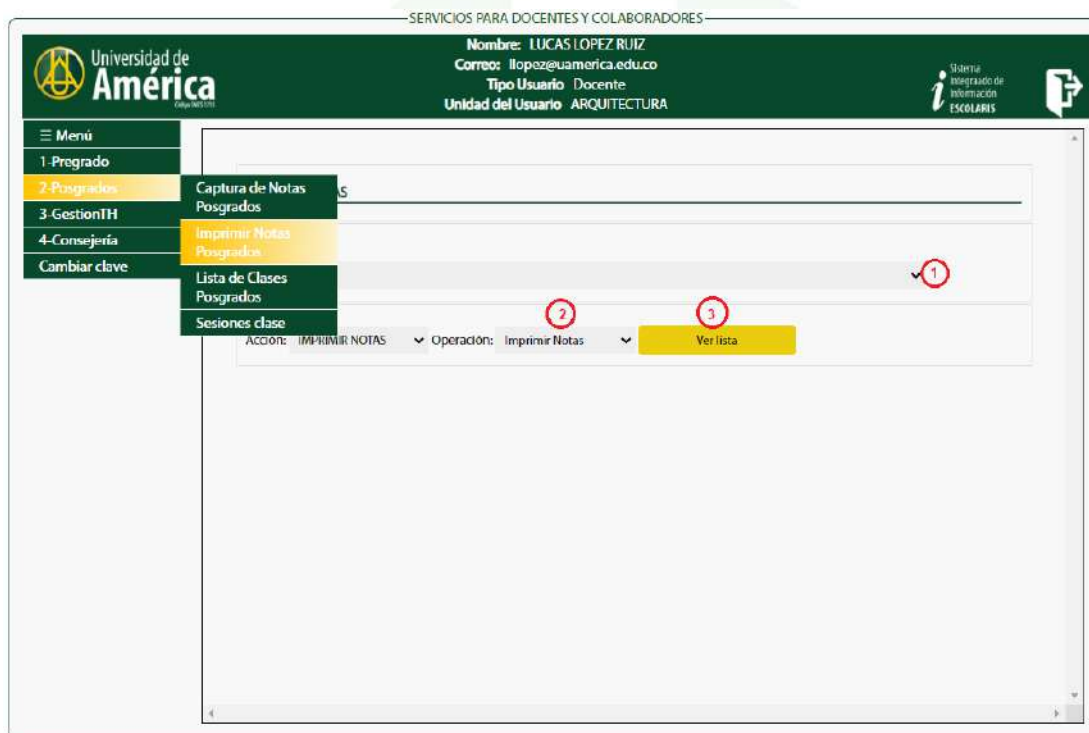 SERVICIOS PARA DOCENTES Y COLABORADORES
Universidad de
América
Nombre: LUCAS LOPEZ RUIZ
Correo: llopez@uamerica.edu.co
Tipo Usuario Docente
Unidad del Usuario ARQUITECTURA
Sistema
Integrado de
Información
ESCOLARIS
☰ Menú
1-Pregrado
2-Posgrados
3-GestionTH
4-Consejería
Cambiar clave
Captura de Notas
Posgrados
Imprimir Notas
Posgrados
Lista de Clases
Posgrados
Sesiones clase
AS
1
2
3
Acción: IMPRIMIR NOTAS Operación: Imprimir Notas Ver lista